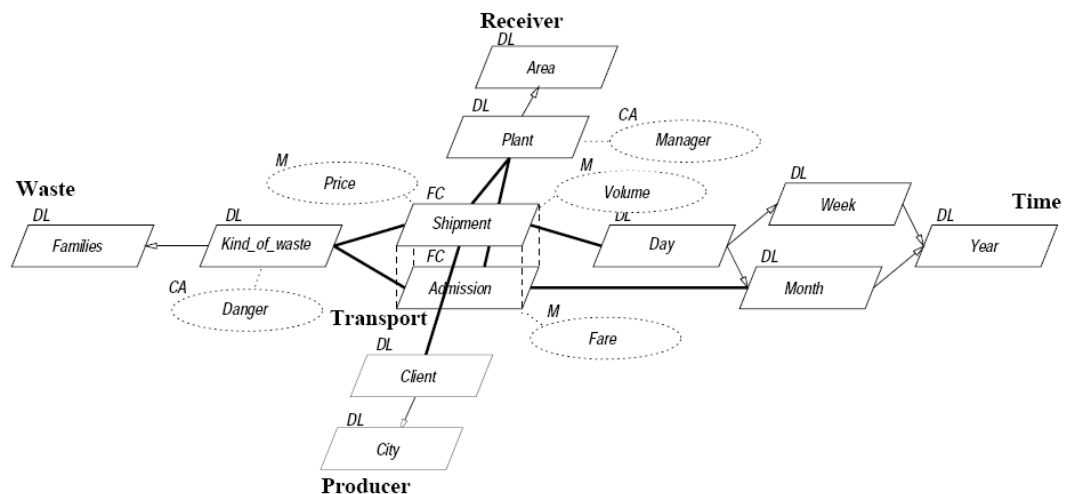 Receiver
DL
Area
DL
Plant
CA
Manager
M
Price
M
Volume
FC
Shipment
Waste
DL
Families
DL
Kind_of_waste
DL
Day
DL
Week
Time
DL
Year
DL
Month
FC
Admission
CA
Danger
Transport
M
Fare
DL
Client
DL
City
Producer